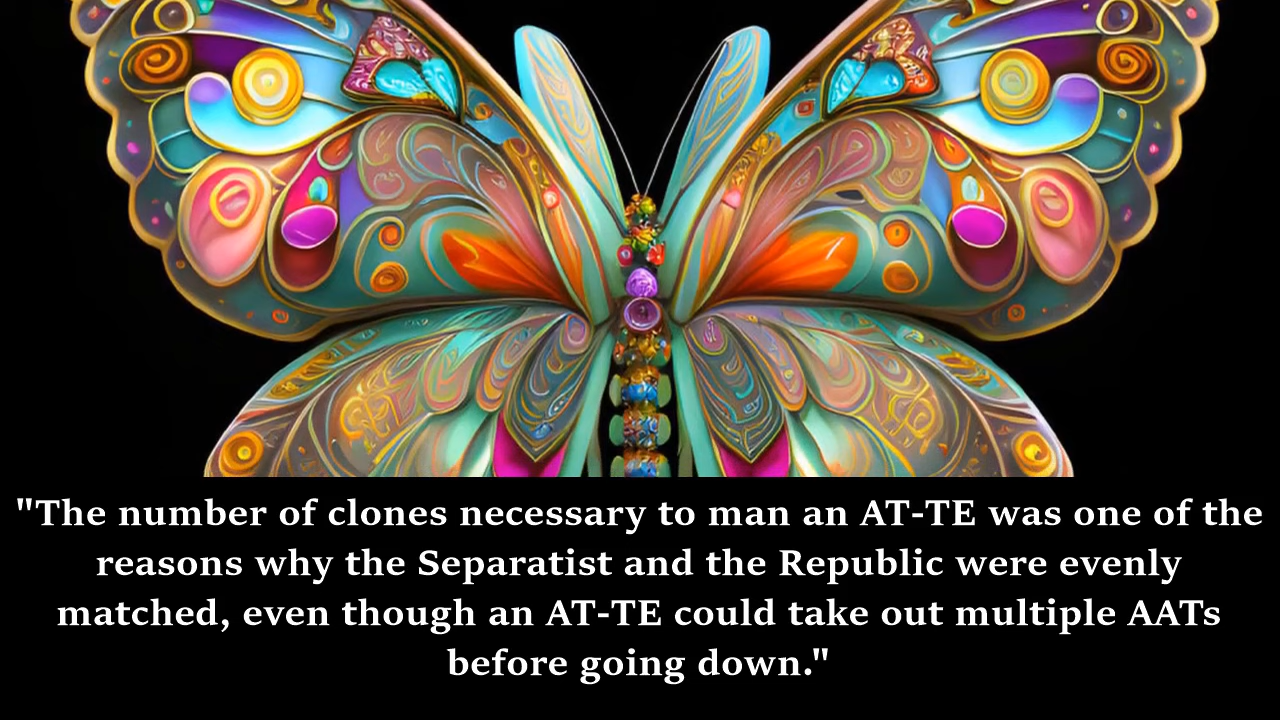 "The number of clones necessary to man an AT-TE was one of the
reasons why the Separatist and the Republic were evenly
matched, even though an AT-TE could take out multiple AATs
before going down."